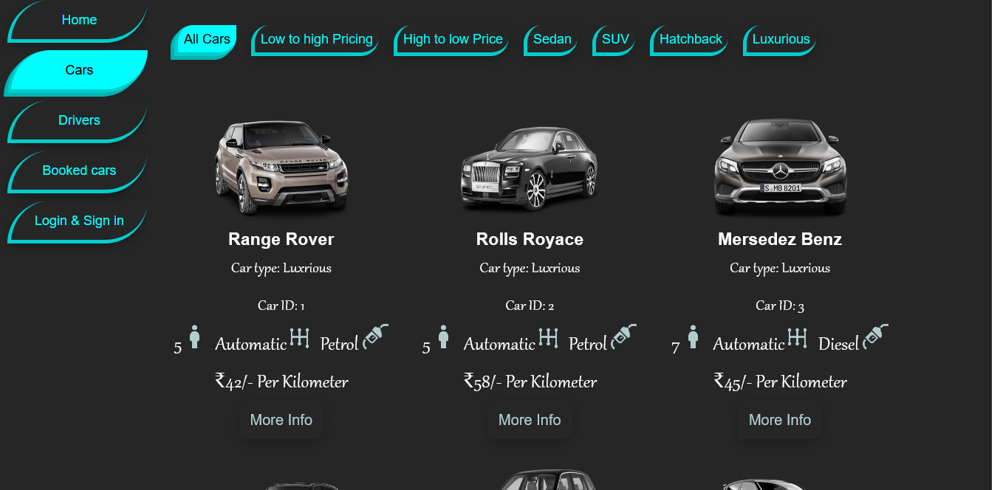 Home
Cars
Drivers
Booked cars
Login & Sign in
All Cars Low to high Pricing High to low Price Sedan SUV Hatchback Luxurious
RANGE ROVER
S MB 8201
Range Rover Rolls Royace Mersedez Benz
Car type: Luxrious Car type: Luxrious Car type: Luxrious
Car ID: 1 Car ID: 2 Car ID: 3
5 Automatic Petrol 5 Automatic Petrol 7 Automatic Diesel
₹42/- Per Kilometer ₹58/- Per Kilometer ₹45/- Per Kilometer
More Info More Info More Info